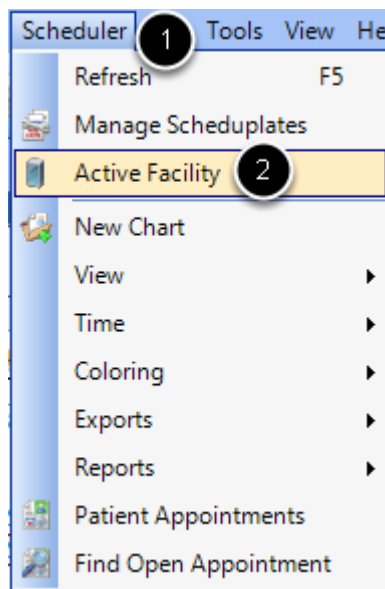 Scheduler 1 Tools View He
Refresh F5
Manage Scheduplates
Active Facility 2
New Chart
View
Time
Coloring
Exports
Reports
Patient Appointments
Find Open Appointment